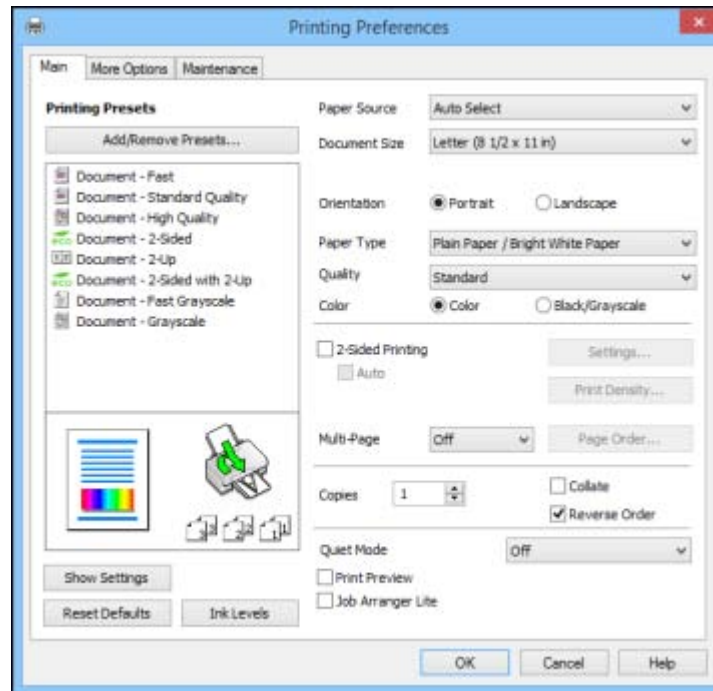 Printing Preferences
Main More Options Maintenance
Printing Presets
Add/Remove Presets...
Document - Fast
Document - Standard Quality
Document - High Quality
eco Document - 2-Sided
Document - 2-Up
eco Document - 2-Sided with 2-Up
Document - Fast Grayscale
Document - Grayscale
Show Settings
Reset Defaults Ink Levels
Paper Source Auto Select
Document Size Letter (8 1/2 x 11 in)
Orientation Portrait Landscape
Paper Type Plain Paper / Bright White Paper
Quality Standard
Color Color Black/Grayscale
2-Sided Printing Settings...
Auto
Print Density...
Multi-Page Off Page Order...
Copies 1 Collate
Reverse Order
Quiet Mode Off
Print Preview
Job Arranger Lite
OK Cancel Help